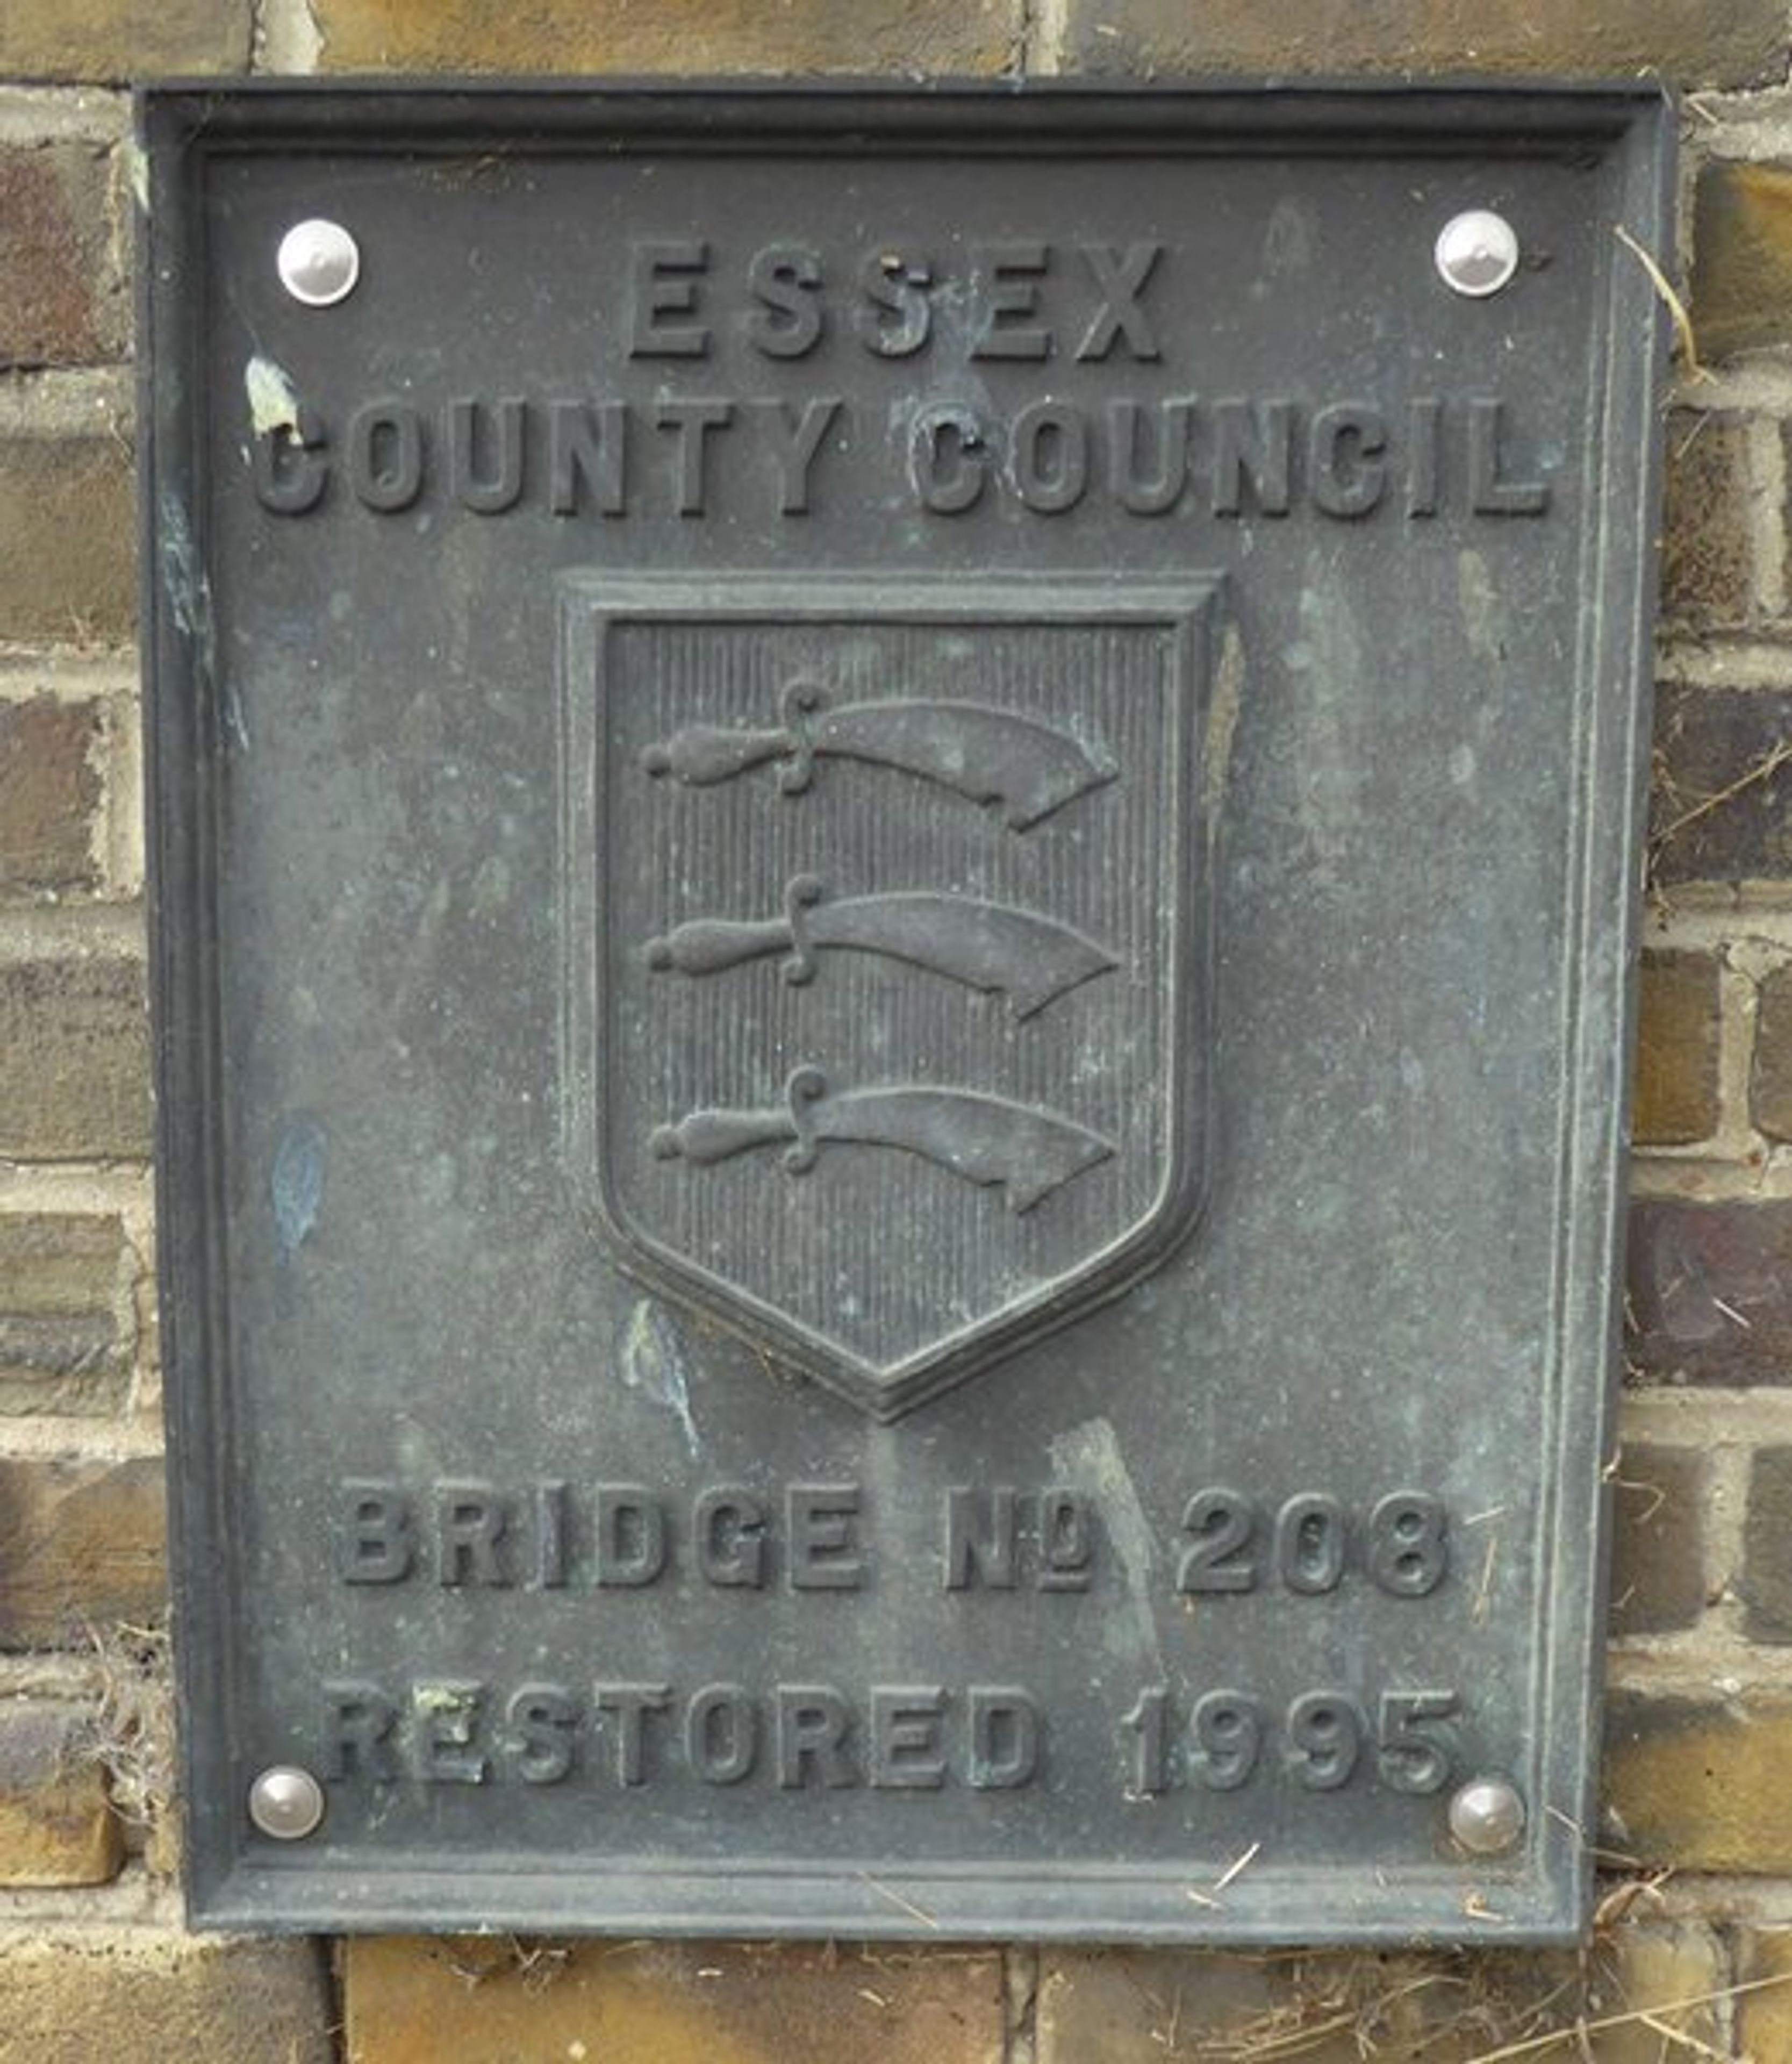 ESSEX
COUNTY COUNCIL
BRIDGE Nº 208
RESTORED 1995